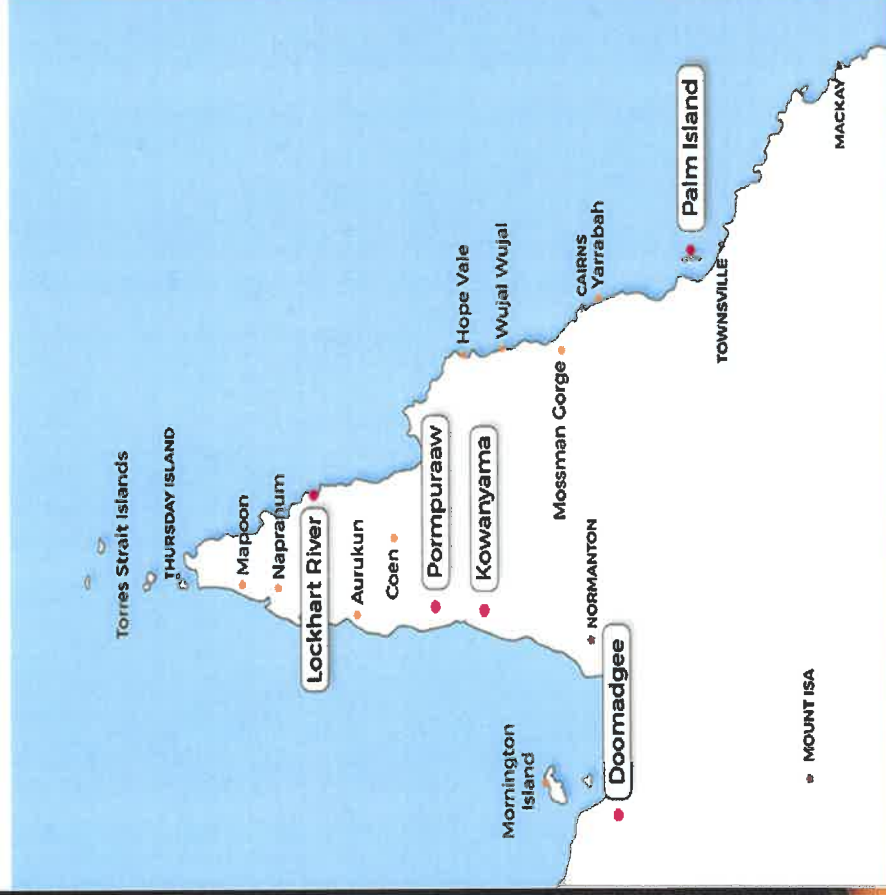 Torres Strait Islands
THURSDAY ISLAND
Mapoon
Napranum
Lockhart River
Aurukun
Coen
Pormpuraaw
Kowanyama
Hope Vale
Wujal Wujal
Mossman Gorge
CAIRNS
Yarrabah
NORMANTON
Mornington
Island
Doomadgee
Palm Island
TOWNSVILLE
MOUNT ISA
MACKAY